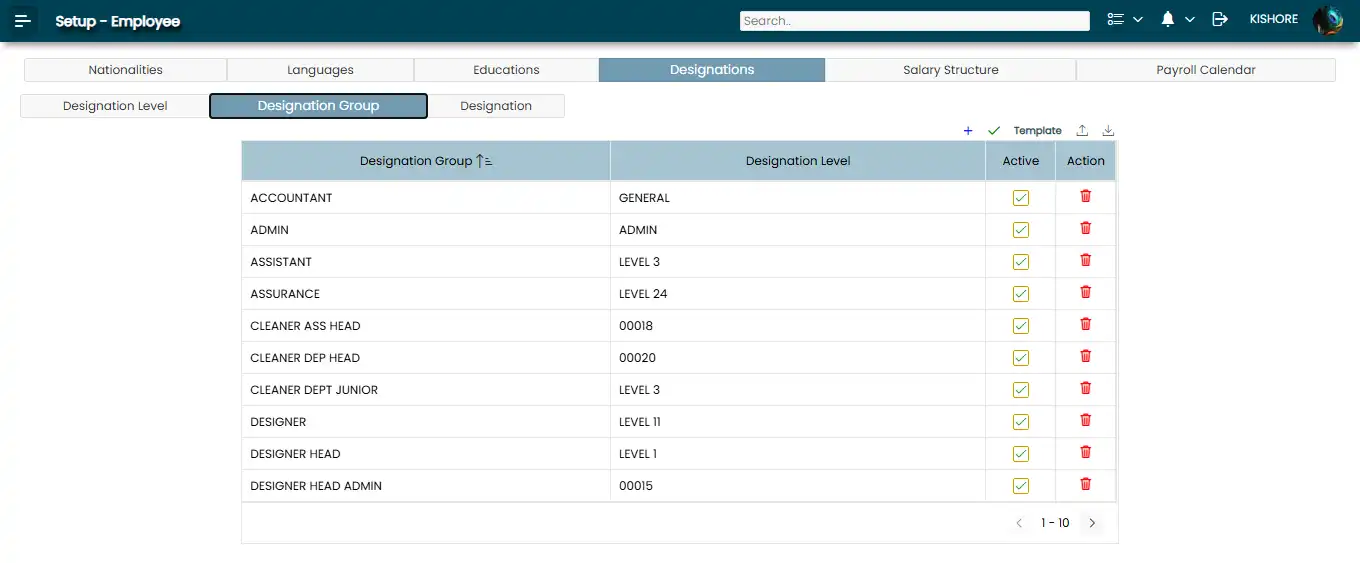 Setup - Employee
Search..
KISHORE
Nationalities
Languages
Educations
Designations
Salary Structure
Payroll Calendar
Designation Level
Designation Group
Designation
Template
Designation Group
Designation Level
Active
Action
ACCOUNTANT GENERAL
ADMIN ADMIN
ASSISTANT LEVEL 3
ASSURANCE LEVEL 24
CLEANER ASS HEAD 00018
CLEANER DEP HEAD 00020
CLEANER DEPT JUNIOR LEVEL 3
DESIGNER LEVEL 11
DESIGNER HEAD LEVEL 1
DESIGNER HEAD ADMIN 00015
1 - 10